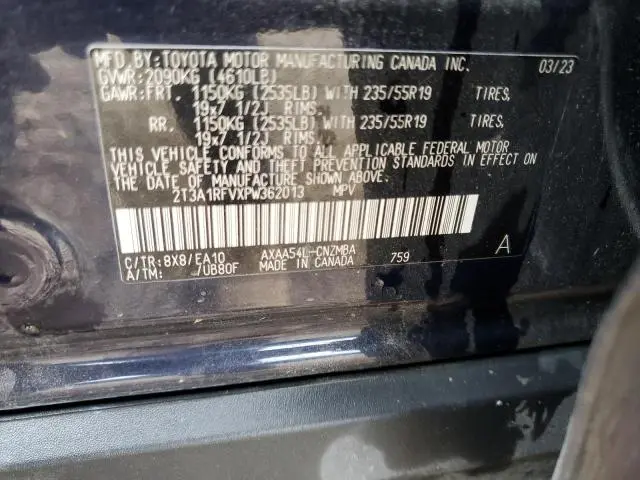 MFD.BY:TOYOTA MOTOR MANUFACTURING CANADA INC. 03/23
GVWR:2090KG (4610LB)
GAWR:FRT. 1150KG (2535LB) WITH 235/55R19 TIRES,
19x7 1/2J RIMS.
RR. 1150KG (2535LB) WITH 235/55R19 TIRES,
19x7 1/2J RIMS.
THIS VEHICLE CONFORMS TO ALL APPLICABLE FEDERAL MOTOR
VEHICLE SAFETY AND THEFT PREVENTION STANDARDS IN EFFECT ON
THE DATE OF MANUFACTURE SHOWN ABOVE.
2T3A1RFVXPW362013 MPV
C/TR:8X8/EA10 AXAA54L-CNZMBA A
A/TM: -/UB80F MADE IN CANADA 759